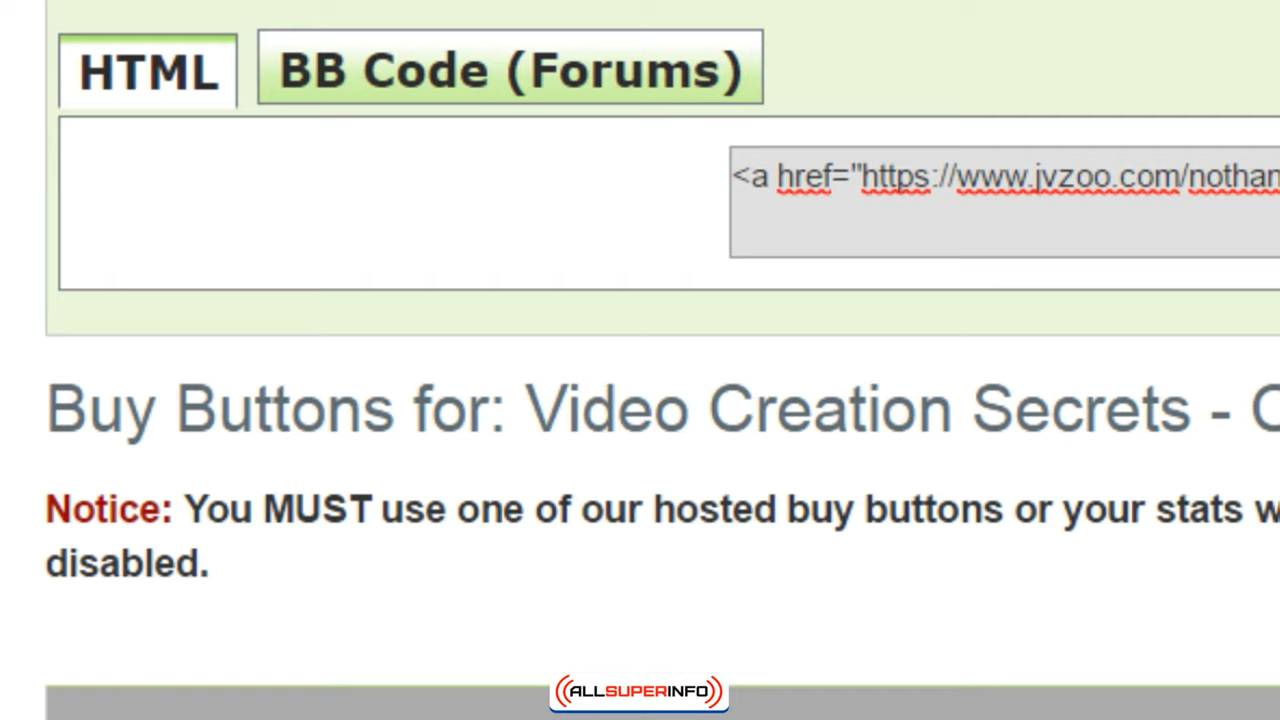 HTML
BB Code (Forums)
<a href="https://www.jvzoo.com/nothan
Buy Buttons for: Video Creation Secrets -
Notice: You MUST use one of our hosted buy buttons or your stats
disabled.
ALLSUPERINFO